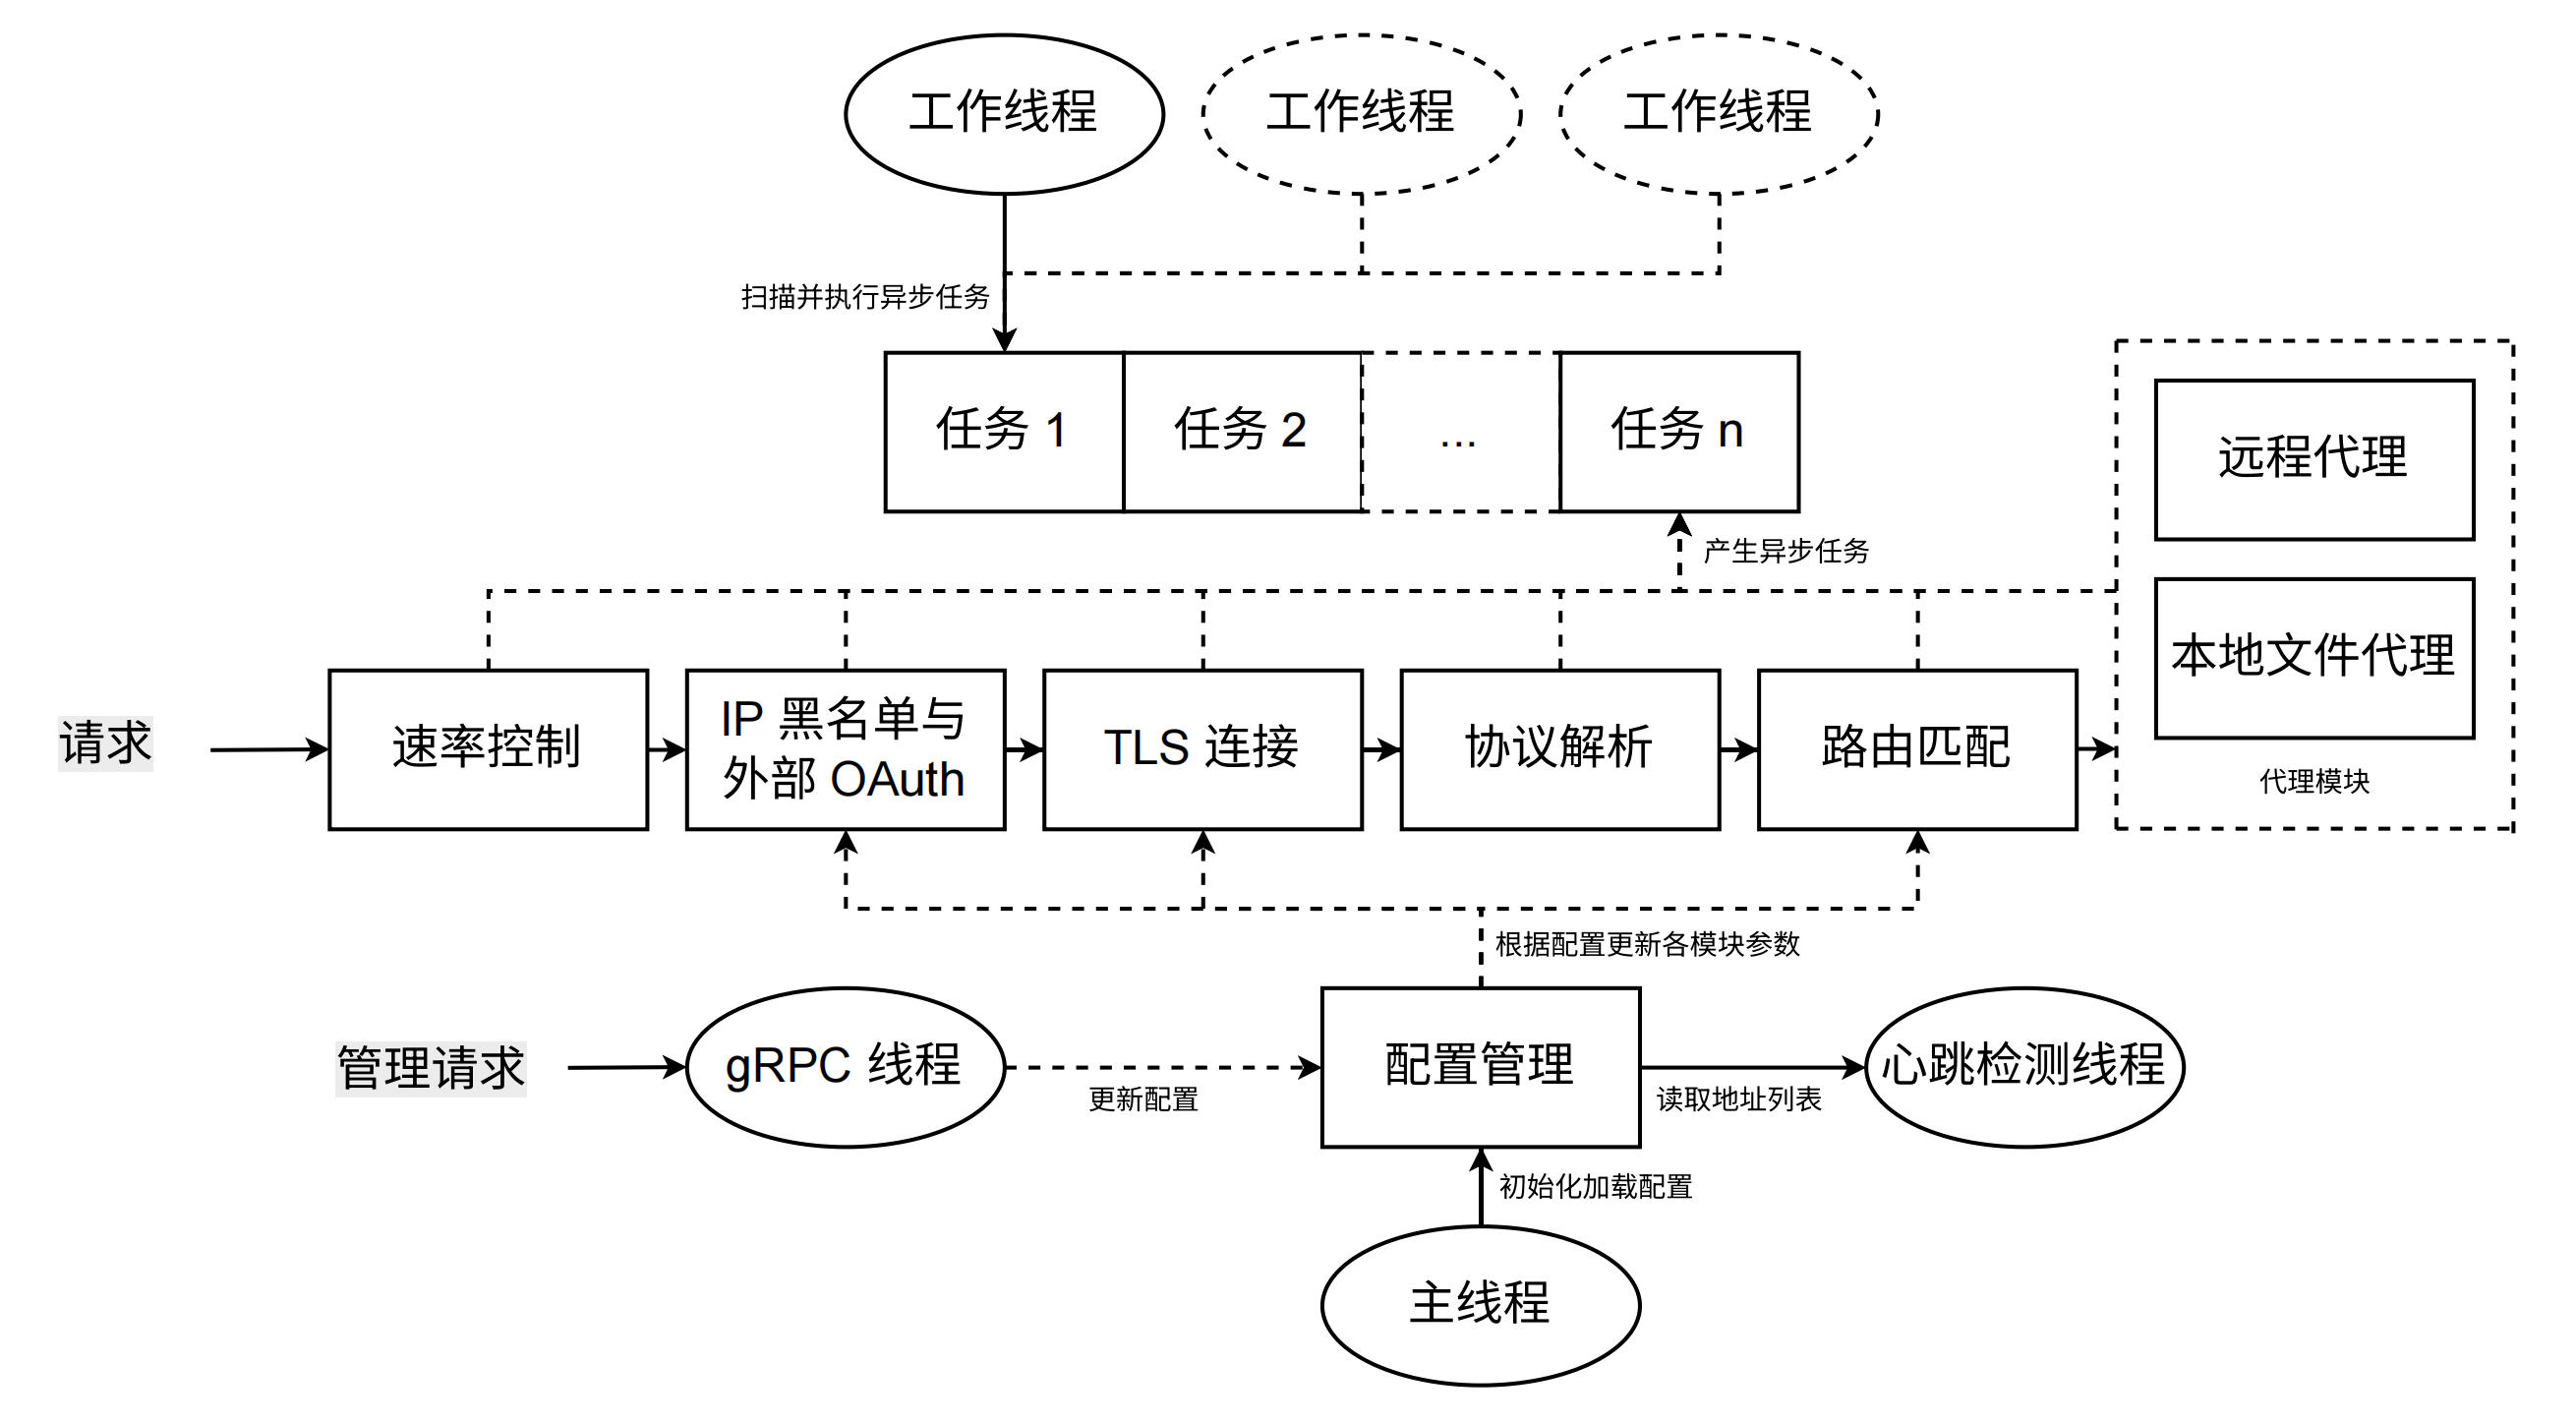 工作线程
工作线程
工作线程
扫描并执行异步任务
任务 1
任务 2
...
任务 n
远程代理
产生异步任务
本地文件代理
代理模块
请求
速率控制
IP 黑名单与
外部 OAuth
TLS 连接
协议解析
路由匹配
根据配置更新各模块参数
管理请求
gRPC 线程
更新配置
配置管理
读取地址列表
心跳检测线程
初始化加载配置
主线程